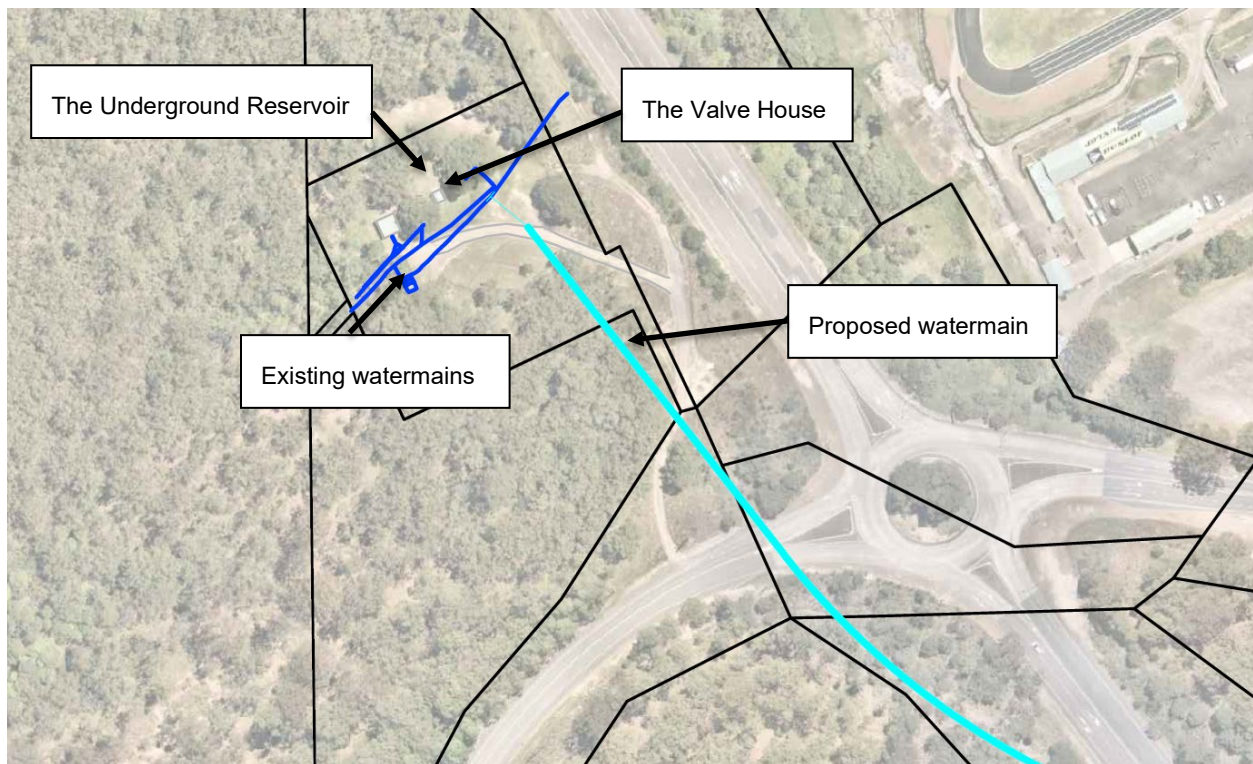 The Underground Reservoir
The Valve House
Proposed watermain
Existing watermains